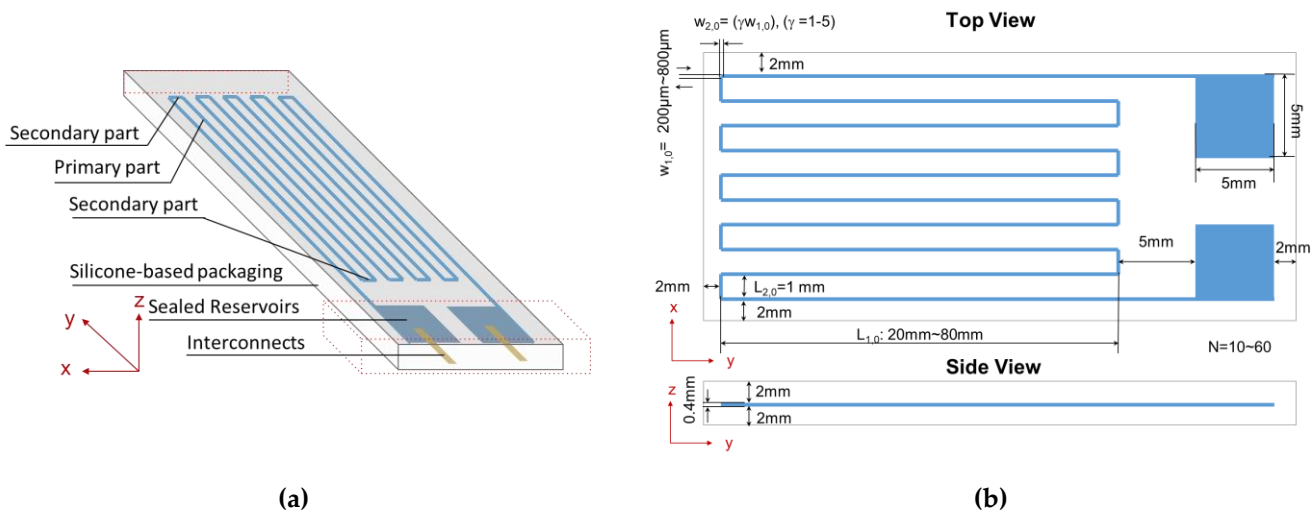 Secondary part
Primary part
Secondary part
Silicone-based packaging
Sealed Reservoirs
Interconnects
z
y
x
(a)
Top View
w2,0= (γw1,0), (γ =1-5)
2mm
w1,0= 200μm~800μm
5mm
5mm
5mm
2mm
2mm
L2,0=1 mm
2mm
x
y
L1,0: 20mm~80mm
N=10~60
Side View
z
0.4mm
2mm
2mm
y
(b)